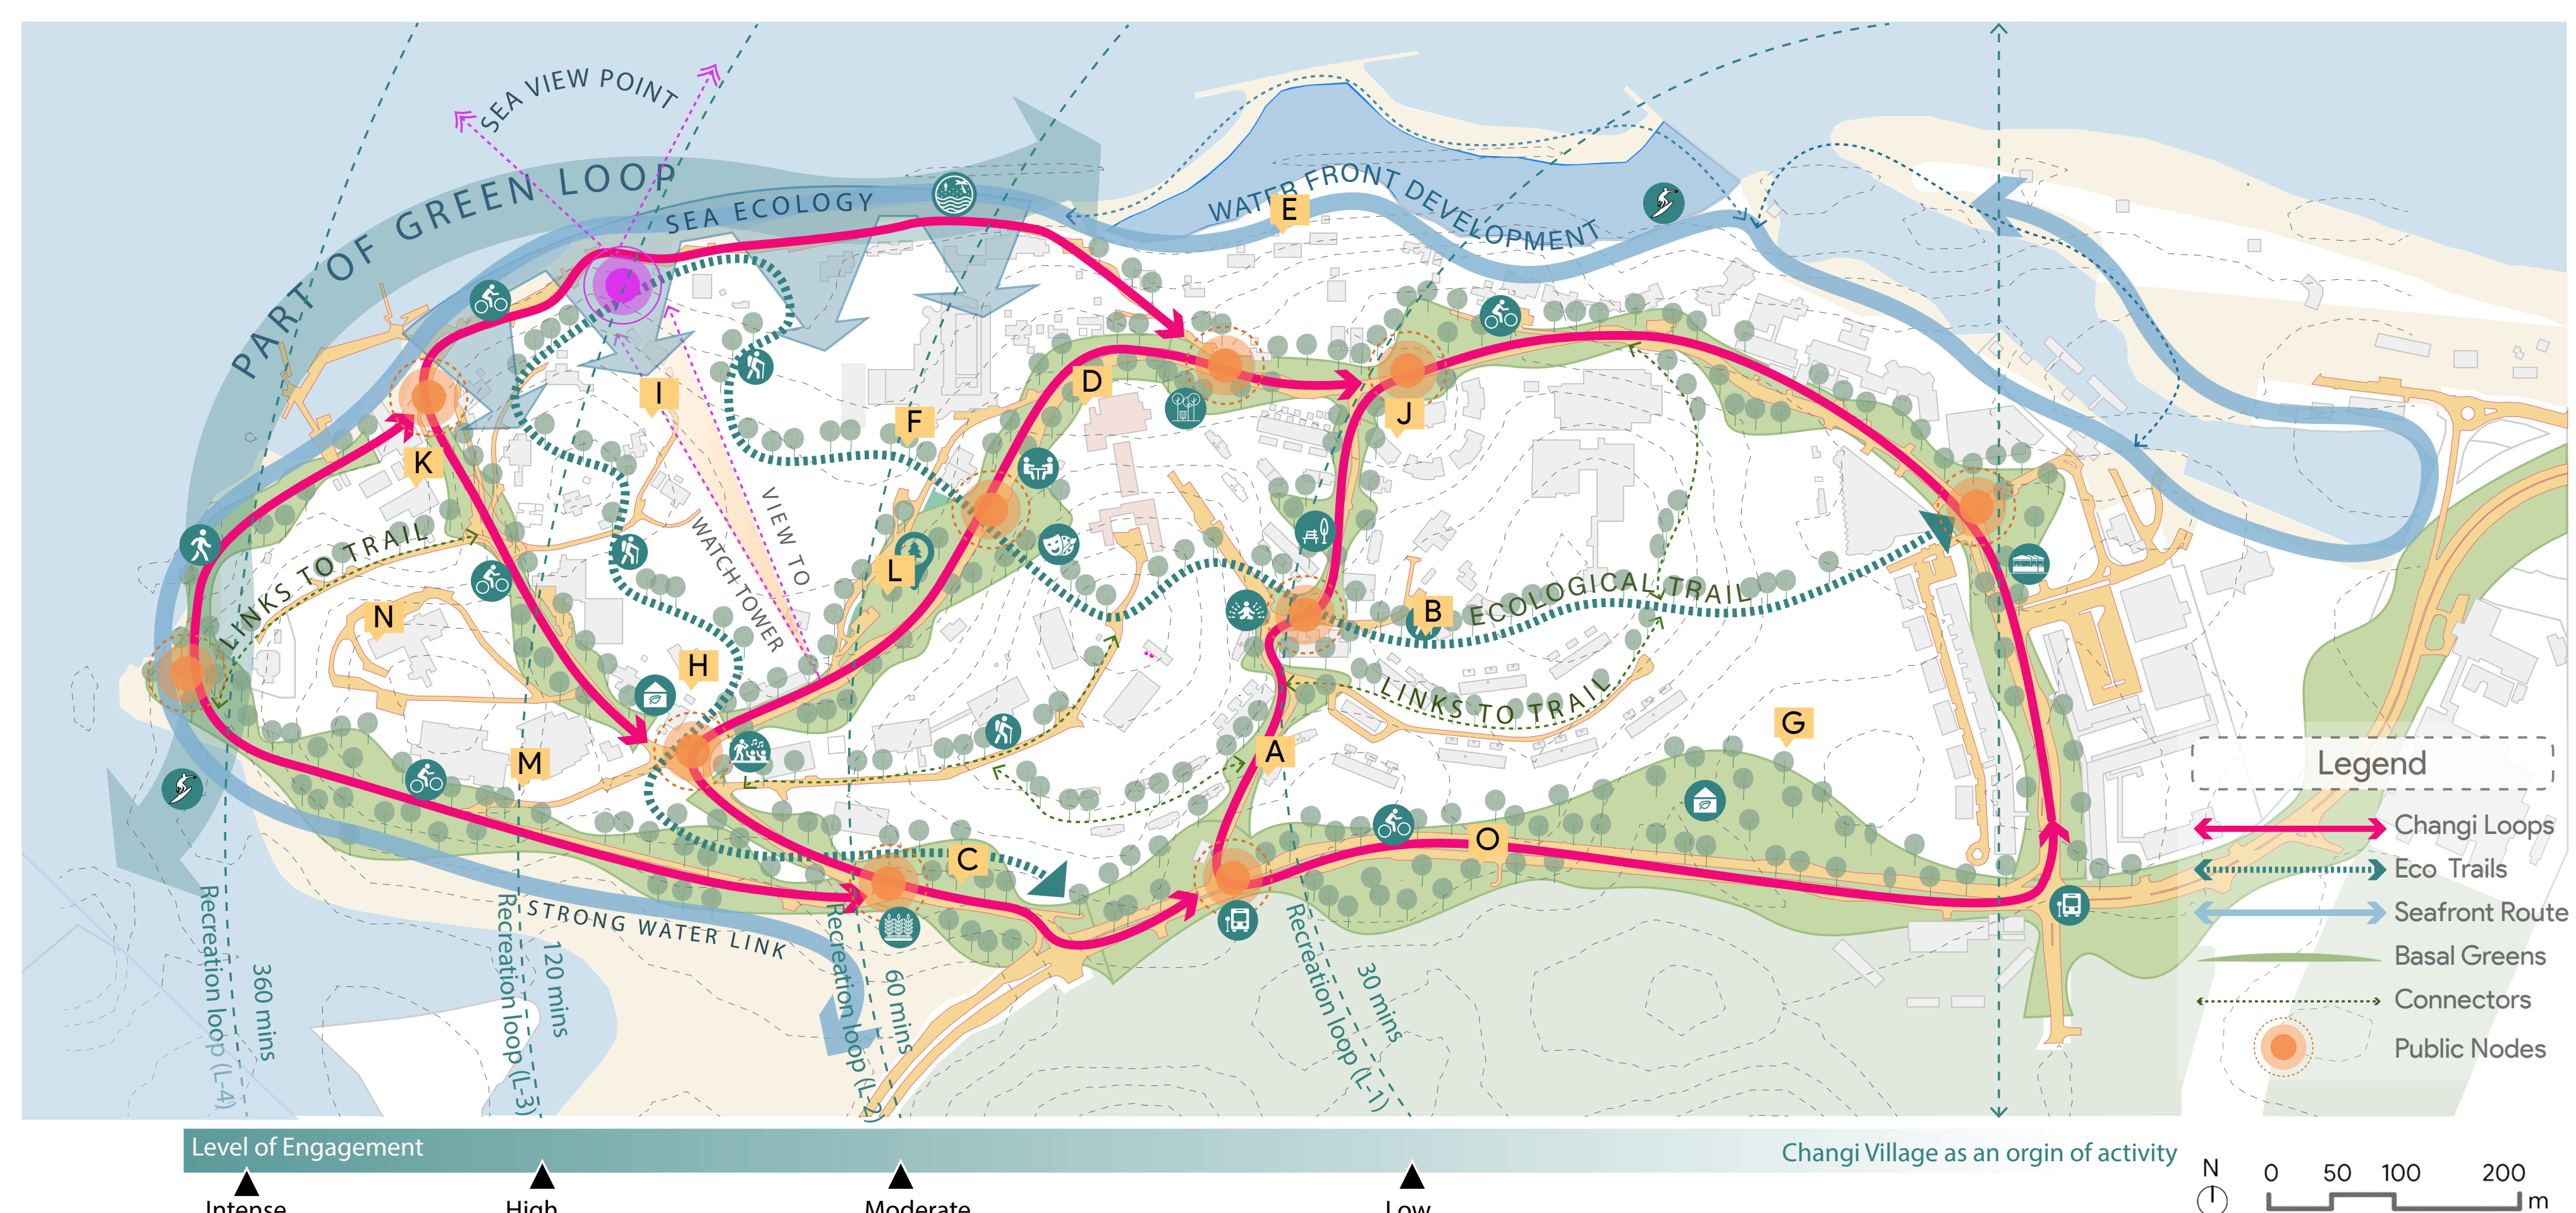 SEA VIEW POINT
PART OF GREEN LOOP
SEA ECOLOGY
WATER FRONT DEVELOPMENT
E
I
D
F
J
K
VIEW TO
WATCH TOWER
LINKS TO TRAIL
L
N
B
ECOLOGICAL TRAIL
H
LINKS TO TRAIL
M
A
G
O
C
STRONG WATER LINK
Recreation loop (L-4)
360 mins
Recreation loop (L-3)
120 mins
Recreation loop (L-2)
60 mins
Recreation loop (L-1)
30 mins
Legend
Changi Loops
Eco Trails
Seafront Route
Basal Greens
Connectors
Public Nodes
Level of Engagement
Changi Village as an orgin of activity
Intense
High
Moderate
Low
N
0 50 100 200
m